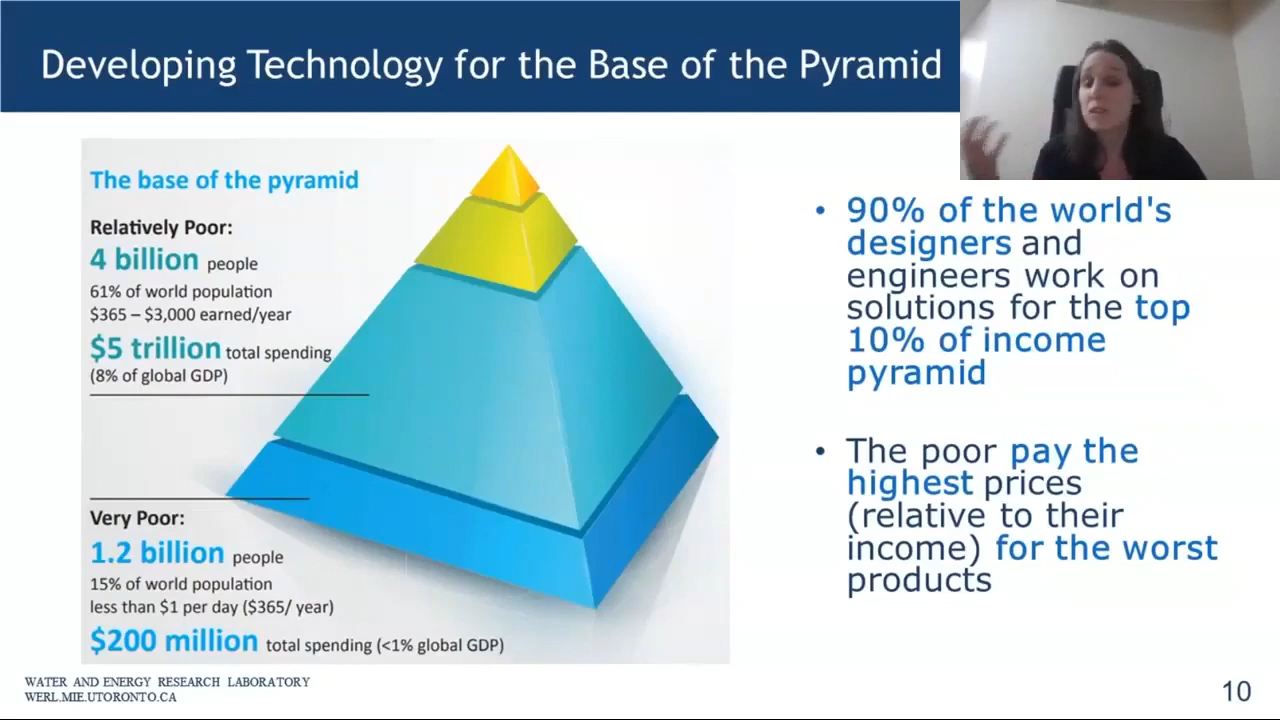 Developing Technology for the Base of the Pyramid
The base of the pyramid
Relatively Poor:
4 billion people
61% of world population
$365 – $3,000 earned/year
$5 trillion total spending
(8% of global GDP)
Very Poor:
1.2 billion people
15% of world population
less than $1 per day ($365/ year)
$200 million total spending (<1% global GDP)
• 90% of the world's
designers and
engineers work on
solutions for the top
10% of income
pyramid
• The poor pay the
highest prices
(relative to their
income) for the worst
products
WATER AND ENERGY RESEARCH LABORATORY
WERL.MIE.UTORONTO.CA
10